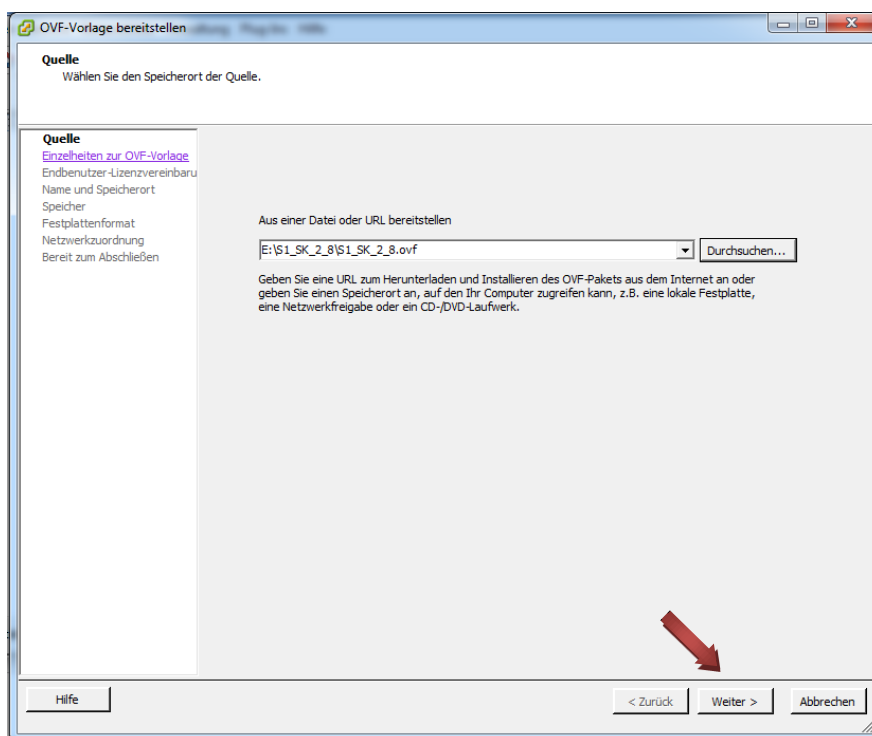 OVF-Vorlage bereitstellen
Quelle
Wählen Sie den Speicherort der Quelle.
Quelle
Einzelheiten zur OVF-Vorlage
Endbenutzer-Lizenzvereinbaru
Name und Speicherort
Speicher
Festplattenformat
Netzwerkzuordnung
Bereit zum Abschließen
Aus einer Datei oder URL bereitstellen
E:\S1_SK_2_8\S1_SK_2_8.ovf
Durchsuchen...
Geben Sie eine URL zum Herunterladen und Installieren des OVF-Pakets aus dem Internet an oder
geben Sie einen Speicherort an, auf den Ihr Computer zugreifen kann, z.B. eine lokale Festplatte,
eine Netzwerkfreigabe oder ein CD-/DVD-Laufwerk.
Hilfe
< Zurück
Weiter >
Abbrechen